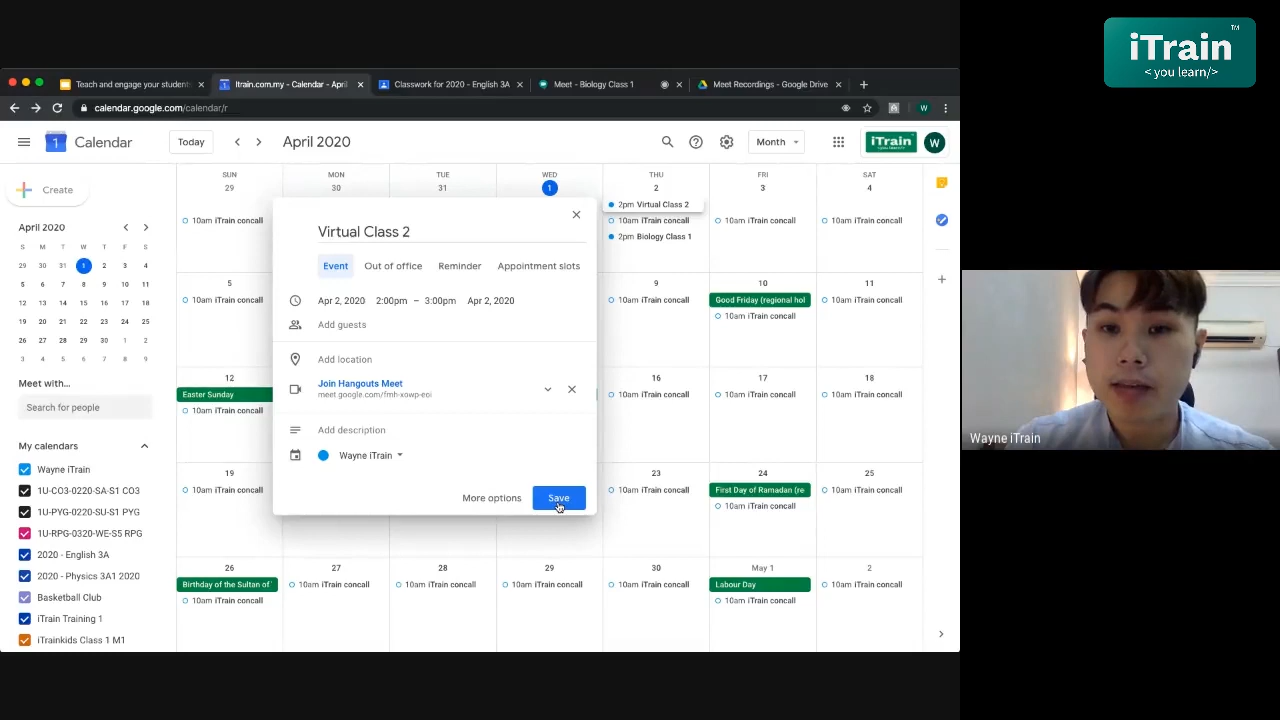 iTrain™
< you learn/>
Teach and engage your student
Itrain.com.my - Calendar - April
Classwork for 2020 - English 3A
Meet - Biology Class 1
Meet Recordings - Google Drive
calendar.google.com/calendar/r
W
Calendar
Today
April 2020
Month
iTrain
W
Create
SUN MON TUE WED THU FRI SAT
29 30 31 1 2 3 4
2pm Virtual Class 2
10am iTrain concall
10am iTrain concall
10am iTrain concall
10am iTrain concall
2pm Biology Class 1
April 2020
S M T W T F S
29 30 31 1 2 3 4
5 6 7 8 9 10 11
12 13 14 15 16 17 18
19 20 21 22 23 24 25
26 27 28 29 30 1 2
3 4 5 6 7 8 9
Meet with...
Search for people
My calendars
Wayne iTrain
1U-CO3-0220-SA-S1 CO3
1U-PYG-0220-SU-S1 PYG
1U-RPG-0320-WE-S5 RPG
2020 - English 3A
2020 - Physics 3A1 2020
Basketball Club
iTrain Training 1
iTrainkids Class 1 M1
Virtual Class 2
Event Out of office Reminder Appointment slots
Apr 2, 2020 2:00pm – 3:00pm Apr 2, 2020
Add guests
Add location
Join Hangouts Meet
meet.google.com/fmh-xowp-eoi
Add description
Wayne iTrain
More options Save
5 9 10 11
10am iTrain concall
10am iTrain concall
Good Friday (regional hol
10am iTrain concall
10am iTrain concall
12 16 17 18
Easter Sunday
10am iTrain concall
10am iTrain concall
10am iTrain concall
10am iTrain concall
19 23 24 25
10am iTrain concall
10am iTrain concall
First Day of Ramadan (re
10am iTrain concall
10am iTrain concall
26 27 28 29 30 May 1 2
Birthday of the Sultan of
10am iTrain concall
10am iTrain concall
10am iTrain concall
10am iTrain concall
10am iTrain concall
Labour Day
10am iTrain concall
10am iTrain concall
Wayne iTrain